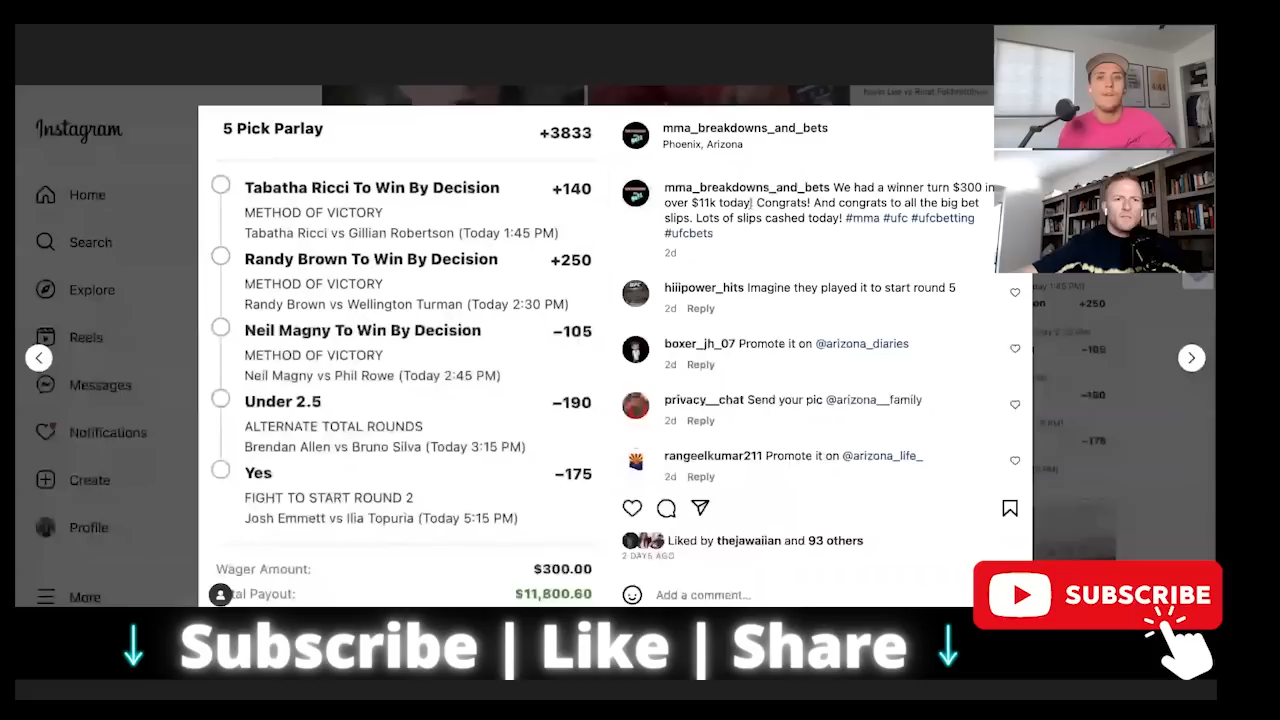 Instagram
Home
Search
Explore
Reels
Messages
Notifications
Create
Profile
More
5 Pick Parlay +3833
Tabatha Ricci To Win By Decision +140
METHOD OF VICTORY
Tabatha Ricci vs Gillian Robertson (Today 1:45 PM)
Randy Brown To Win By Decision +250
METHOD OF VICTORY
Randy Brown vs Wellington Turman (Today 2:30 PM)
Neil Magny To Win By Decision −105
METHOD OF VICTORY
Neil Magny vs Phil Rowe (Today 2:45 PM)
Under 2.5 −190
ALTERNATE TOTAL ROUNDS
Brendan Allen vs Bruno Silva (Today 3:15 PM)
Yes −175
FIGHT TO START ROUND 2
Josh Emmett vs Ilia Topuria (Today 5:15 PM)
Wager Amount: $300.00
tal Payout: $11,800.60
mma_breakdowns_and_bets
Phoenix, Arizona
mma_breakdowns_and_bets We had a winner turn $300 in
over $11k today Congrats! And congrats to all the big bet
slips. Lots of slips cashed today! #mma #ufc #ufcbetting
#ufcbets
2d
hiiipower_hits Imagine they played it to start round 5
2d Reply
boxer_jh_07 Promote it on @arizona_diaries
2d Reply
privacy__chat Send your pic @arizona__family
2d Reply
rangeelkumar211 Promote it on @arizona_life_
2d Reply
Liked by thejawaiian and 93 others
2 DAYS AGO
Add a comment...
1:45 PM)
+250
SUBSCRIBE
↓ Subscribe | Like | Share ↓